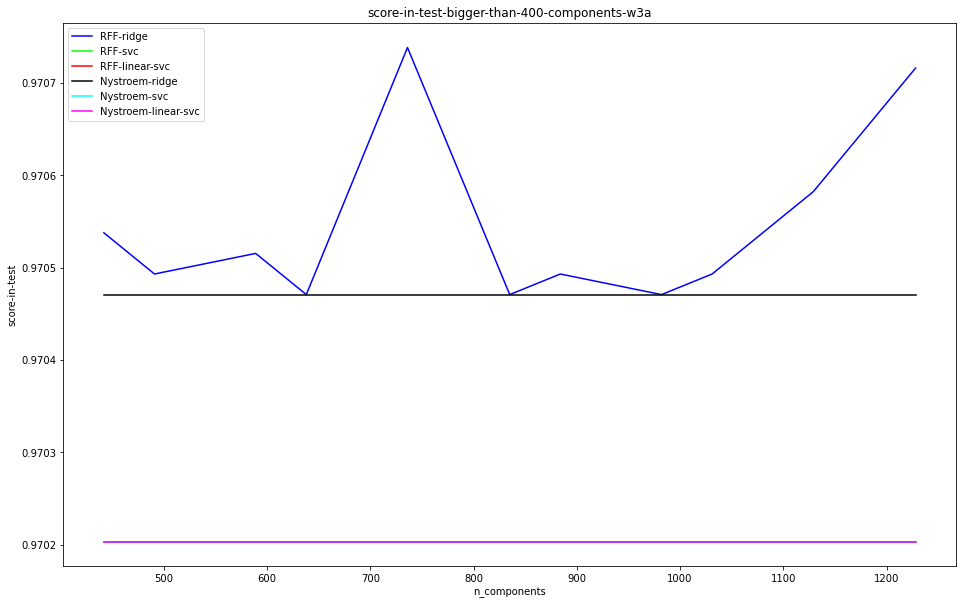 score-in-test-bigger-than-400-components-w3a
RFF-ridge
RFF-svc
RFF-linear-svc
Nystroem-ridge
Nystroem-svc
Nystroem-linear-svc
0.9707
0.9706
0.9705
0.9704
0.9703
0.9702
score-in-test
500 600 700 800 900 1000 1100 1200
n_components